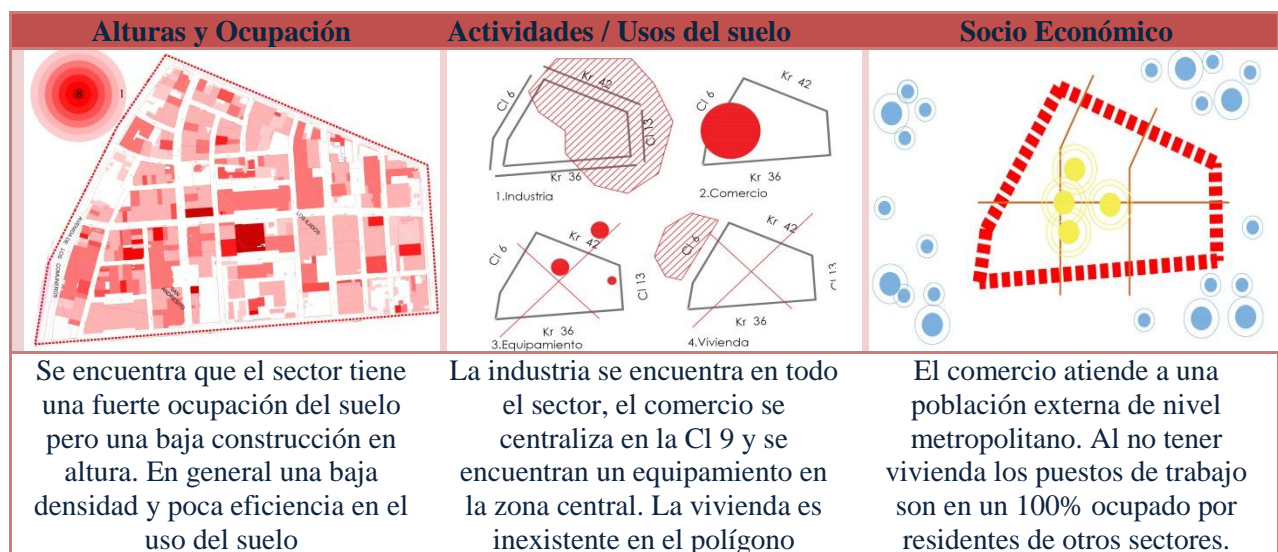 Alturas y Ocupación
Actividades / Usos del suelo
Socio Económico
8
1
AVENIDA DE LOS COMUNEROS
Kr 42
Cl 6
Cl 13
Kr 36
1.Industria
Kr 42
Cl 6
Kr 36
2.Comercio
Kr 42
Cl 6
Cl 13
Kr 36
3.Equipamiento
Kr 42
Cl 6
Cl 13
Kr 36
4.Vivienda
Se encuentra que el sector tiene
una fuerte ocupación del suelo
pero una baja construcción en
altura. En general una baja
densidad y poca eficiencia en el
uso del suelo
La industria se encuentra en todo
el sector, el comercio se
centraliza en la Cl 9 y se
encuentran un equipamiento en
la zona central. La vivienda es
inexistente en el polígono
El comercio atiende a una
población externa de nivel
metropolitano. Al no tener
vivienda los puestos de trabajo
son en un 100% ocupado por
residentes de otros sectores.